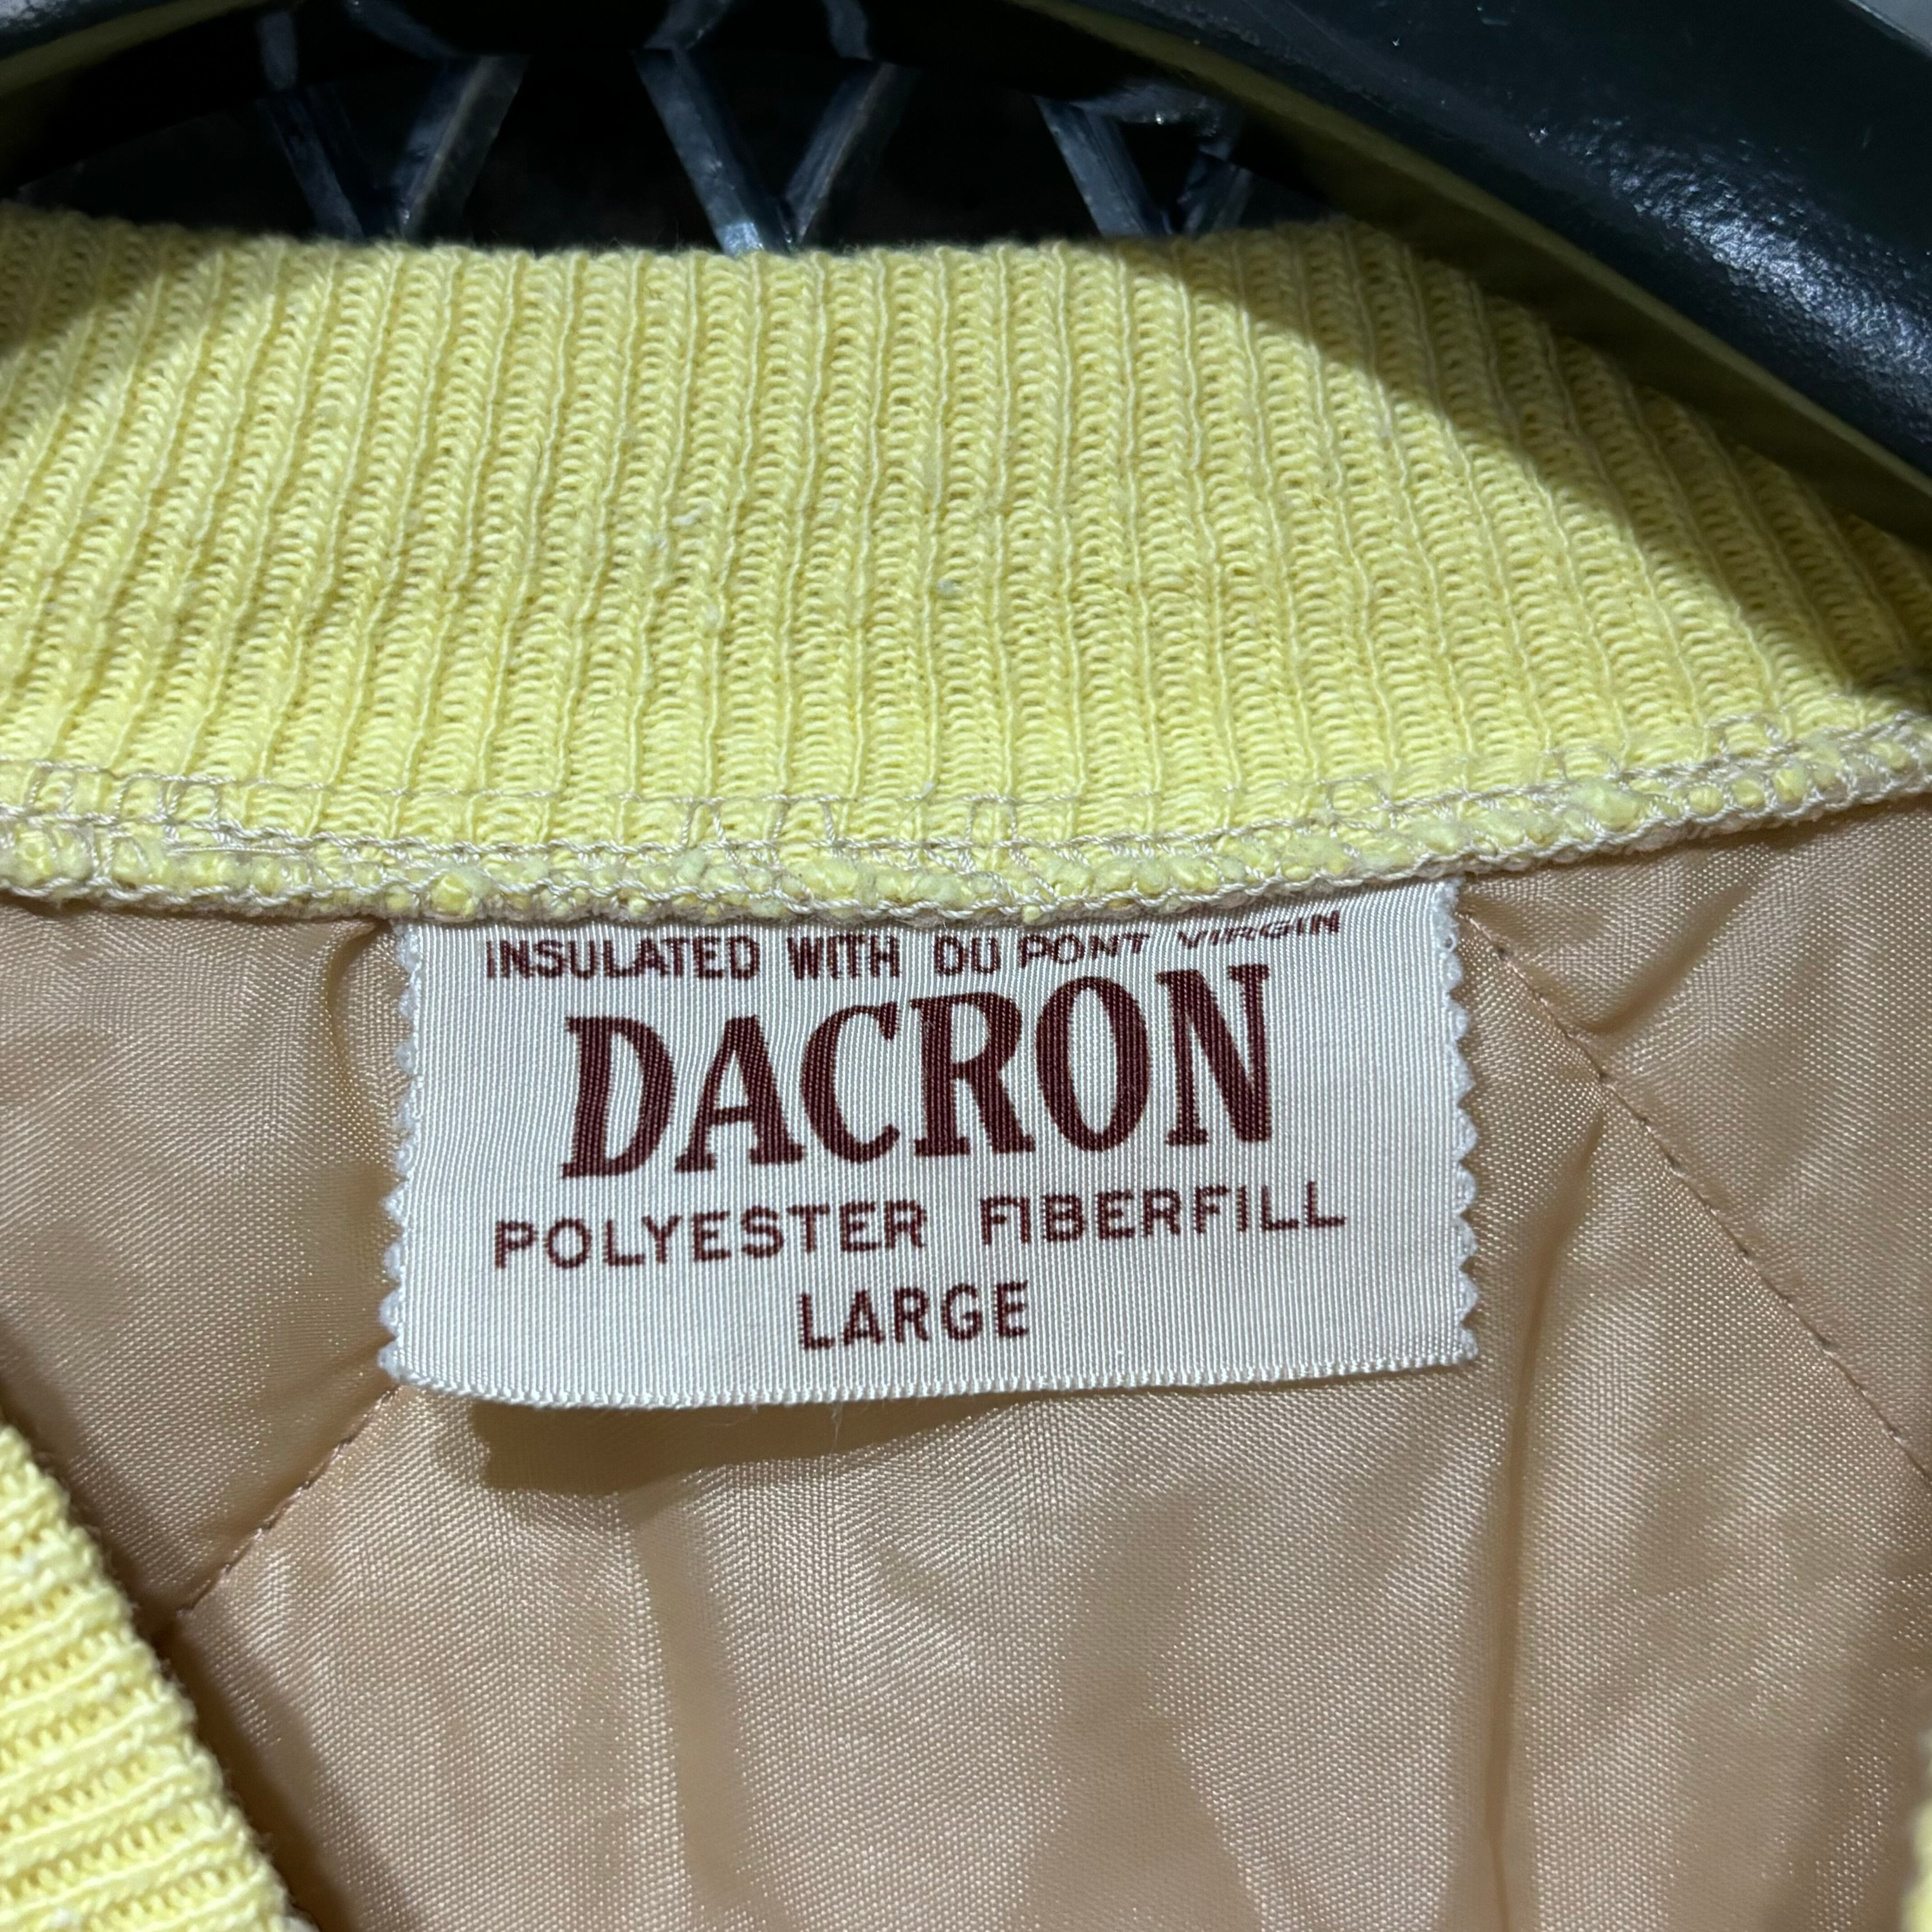 INSULATED WITH DU PONT VIRGIN
DACRON
POLYESTER FIBERFILL
LARGE